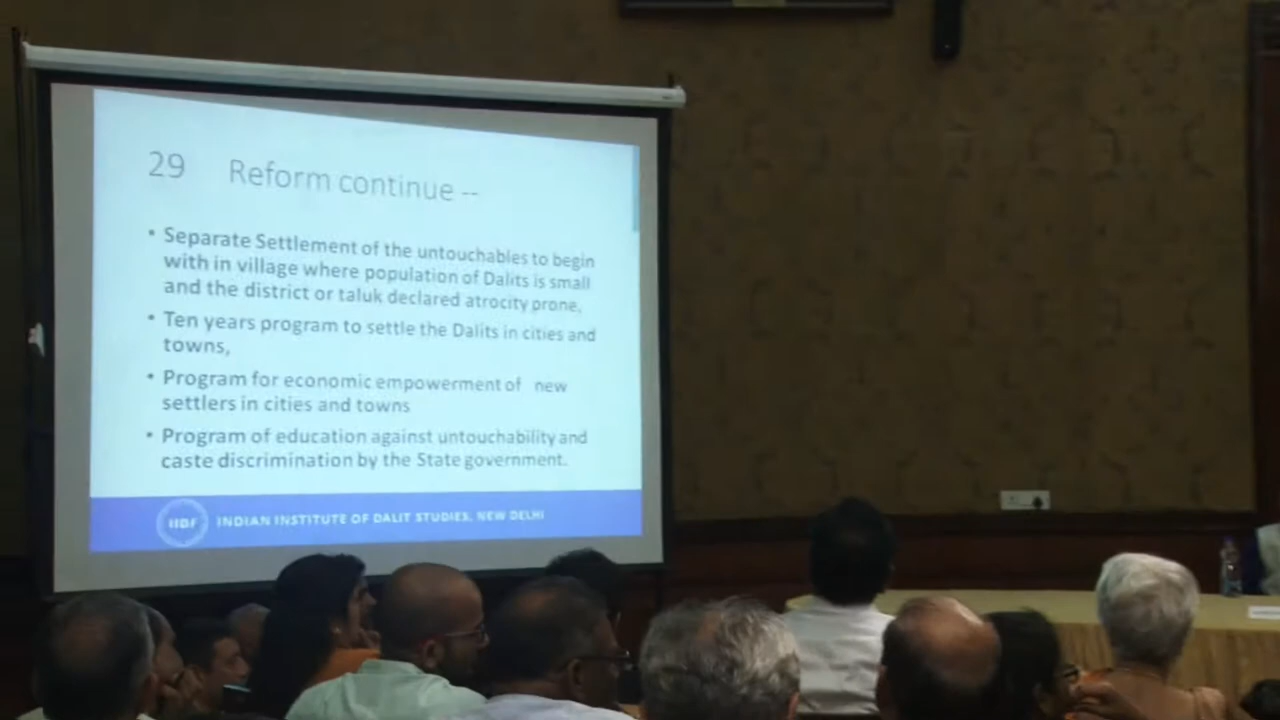 29 Reform continue --
• Separate Settlement of the untouchables to begin
with in village where population of Dalits is small
and the district or taluk declared atrocity prone,
• Ten years program to settle the Dalits in cities and
towns,
• Program for economic empowerment of new
settlers in cities and towns
• Program of education against untouchability and
caste discrimination by the State government.
INDIAN INSTITUTE OF DALIT STUDIES, NEW DELHI